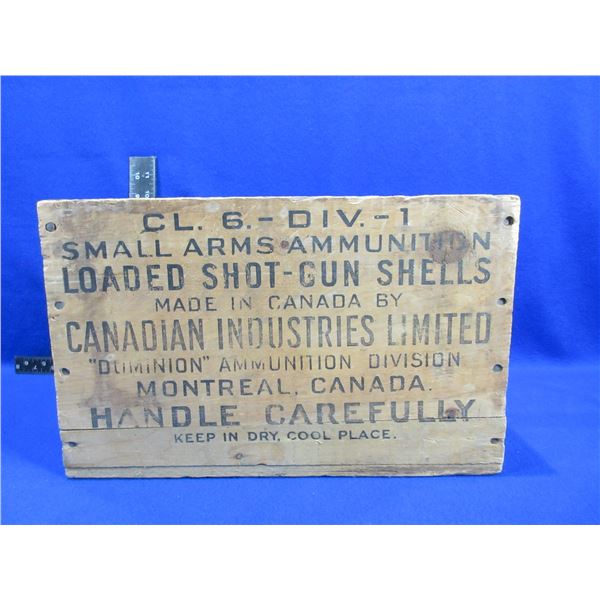 CL. 6.-DIV.-1
SMALL ARMS AMMUNITION
LOADED SHOT-GUN SHELLS
MADE IN CANADA BY
CANADIAN INDUSTRIES LIMITED
"DOMINION" AMMUNITION DIVISION
MONTREAL, CANADA.
HANDLE CAREFULLY
KEEP IN DRY, COOL PLACE.